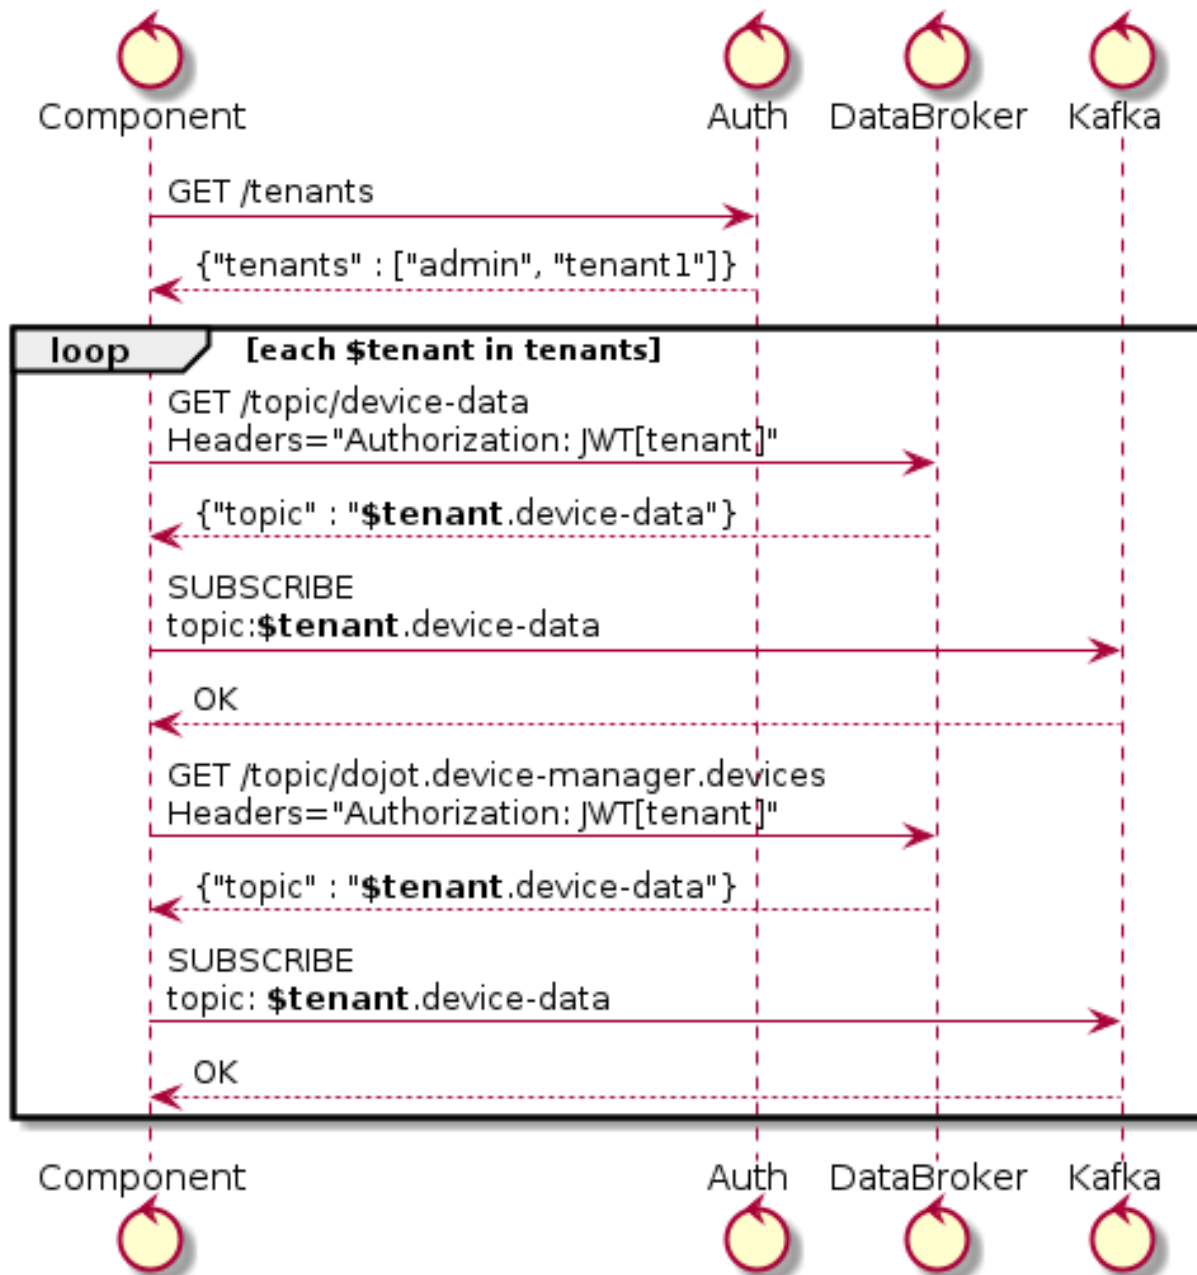 Component Auth DataBroker Kafka
GET /tenants
{"tenants" : ["admin", "tenant1"]}
loop [each $tenant in tenants]
GET /topic/device-data
Headers="Authorization: JWT[tenant]"
{"topic" : "$tenant.device-data"}
SUBSCRIBE
topic:$tenant.device-data
OK
GET /topic/dojot.device-manager.devices
Headers="Authorization: JWT[tenant]"
{"topic" : "$tenant.device-data"}
SUBSCRIBE
topic: $tenant.device-data
OK
Component Auth DataBroker Kafka